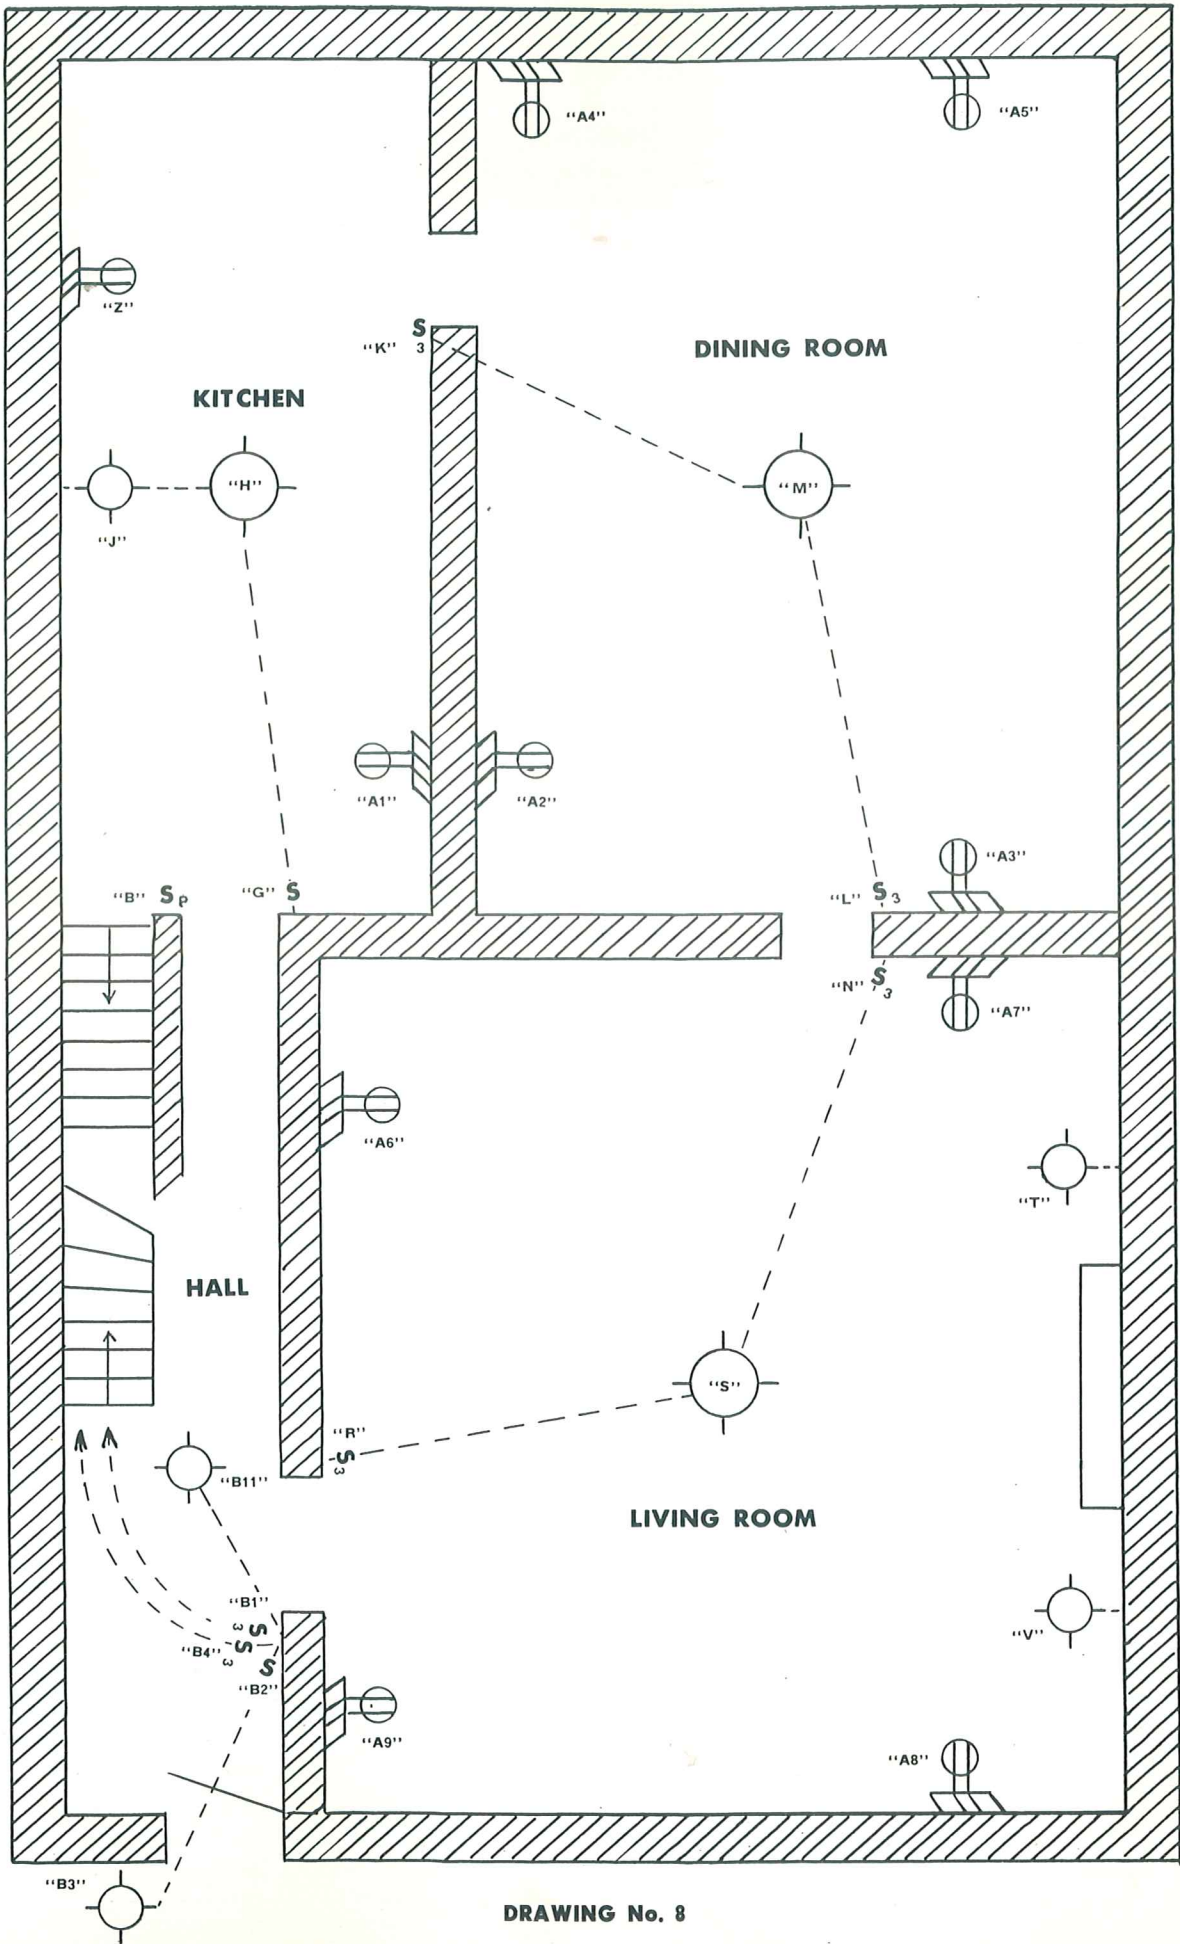 "A4"
"A5"
"Z"
S
"K" 3
DINING ROOM
KITCHEN
"H"
"M"
"J"
"A1"
"A2"
"A3"
"B" SP
"G" S
"L" S3
"N" S3
"A7"
"A6"
"T"
HALL
"S"
"R"
S3
"B11"
LIVING ROOM
"B1"
S3
"V"
"B4" S3
S
"B2"
"A9"
"A8"
"B3"
DRAWING No. 8